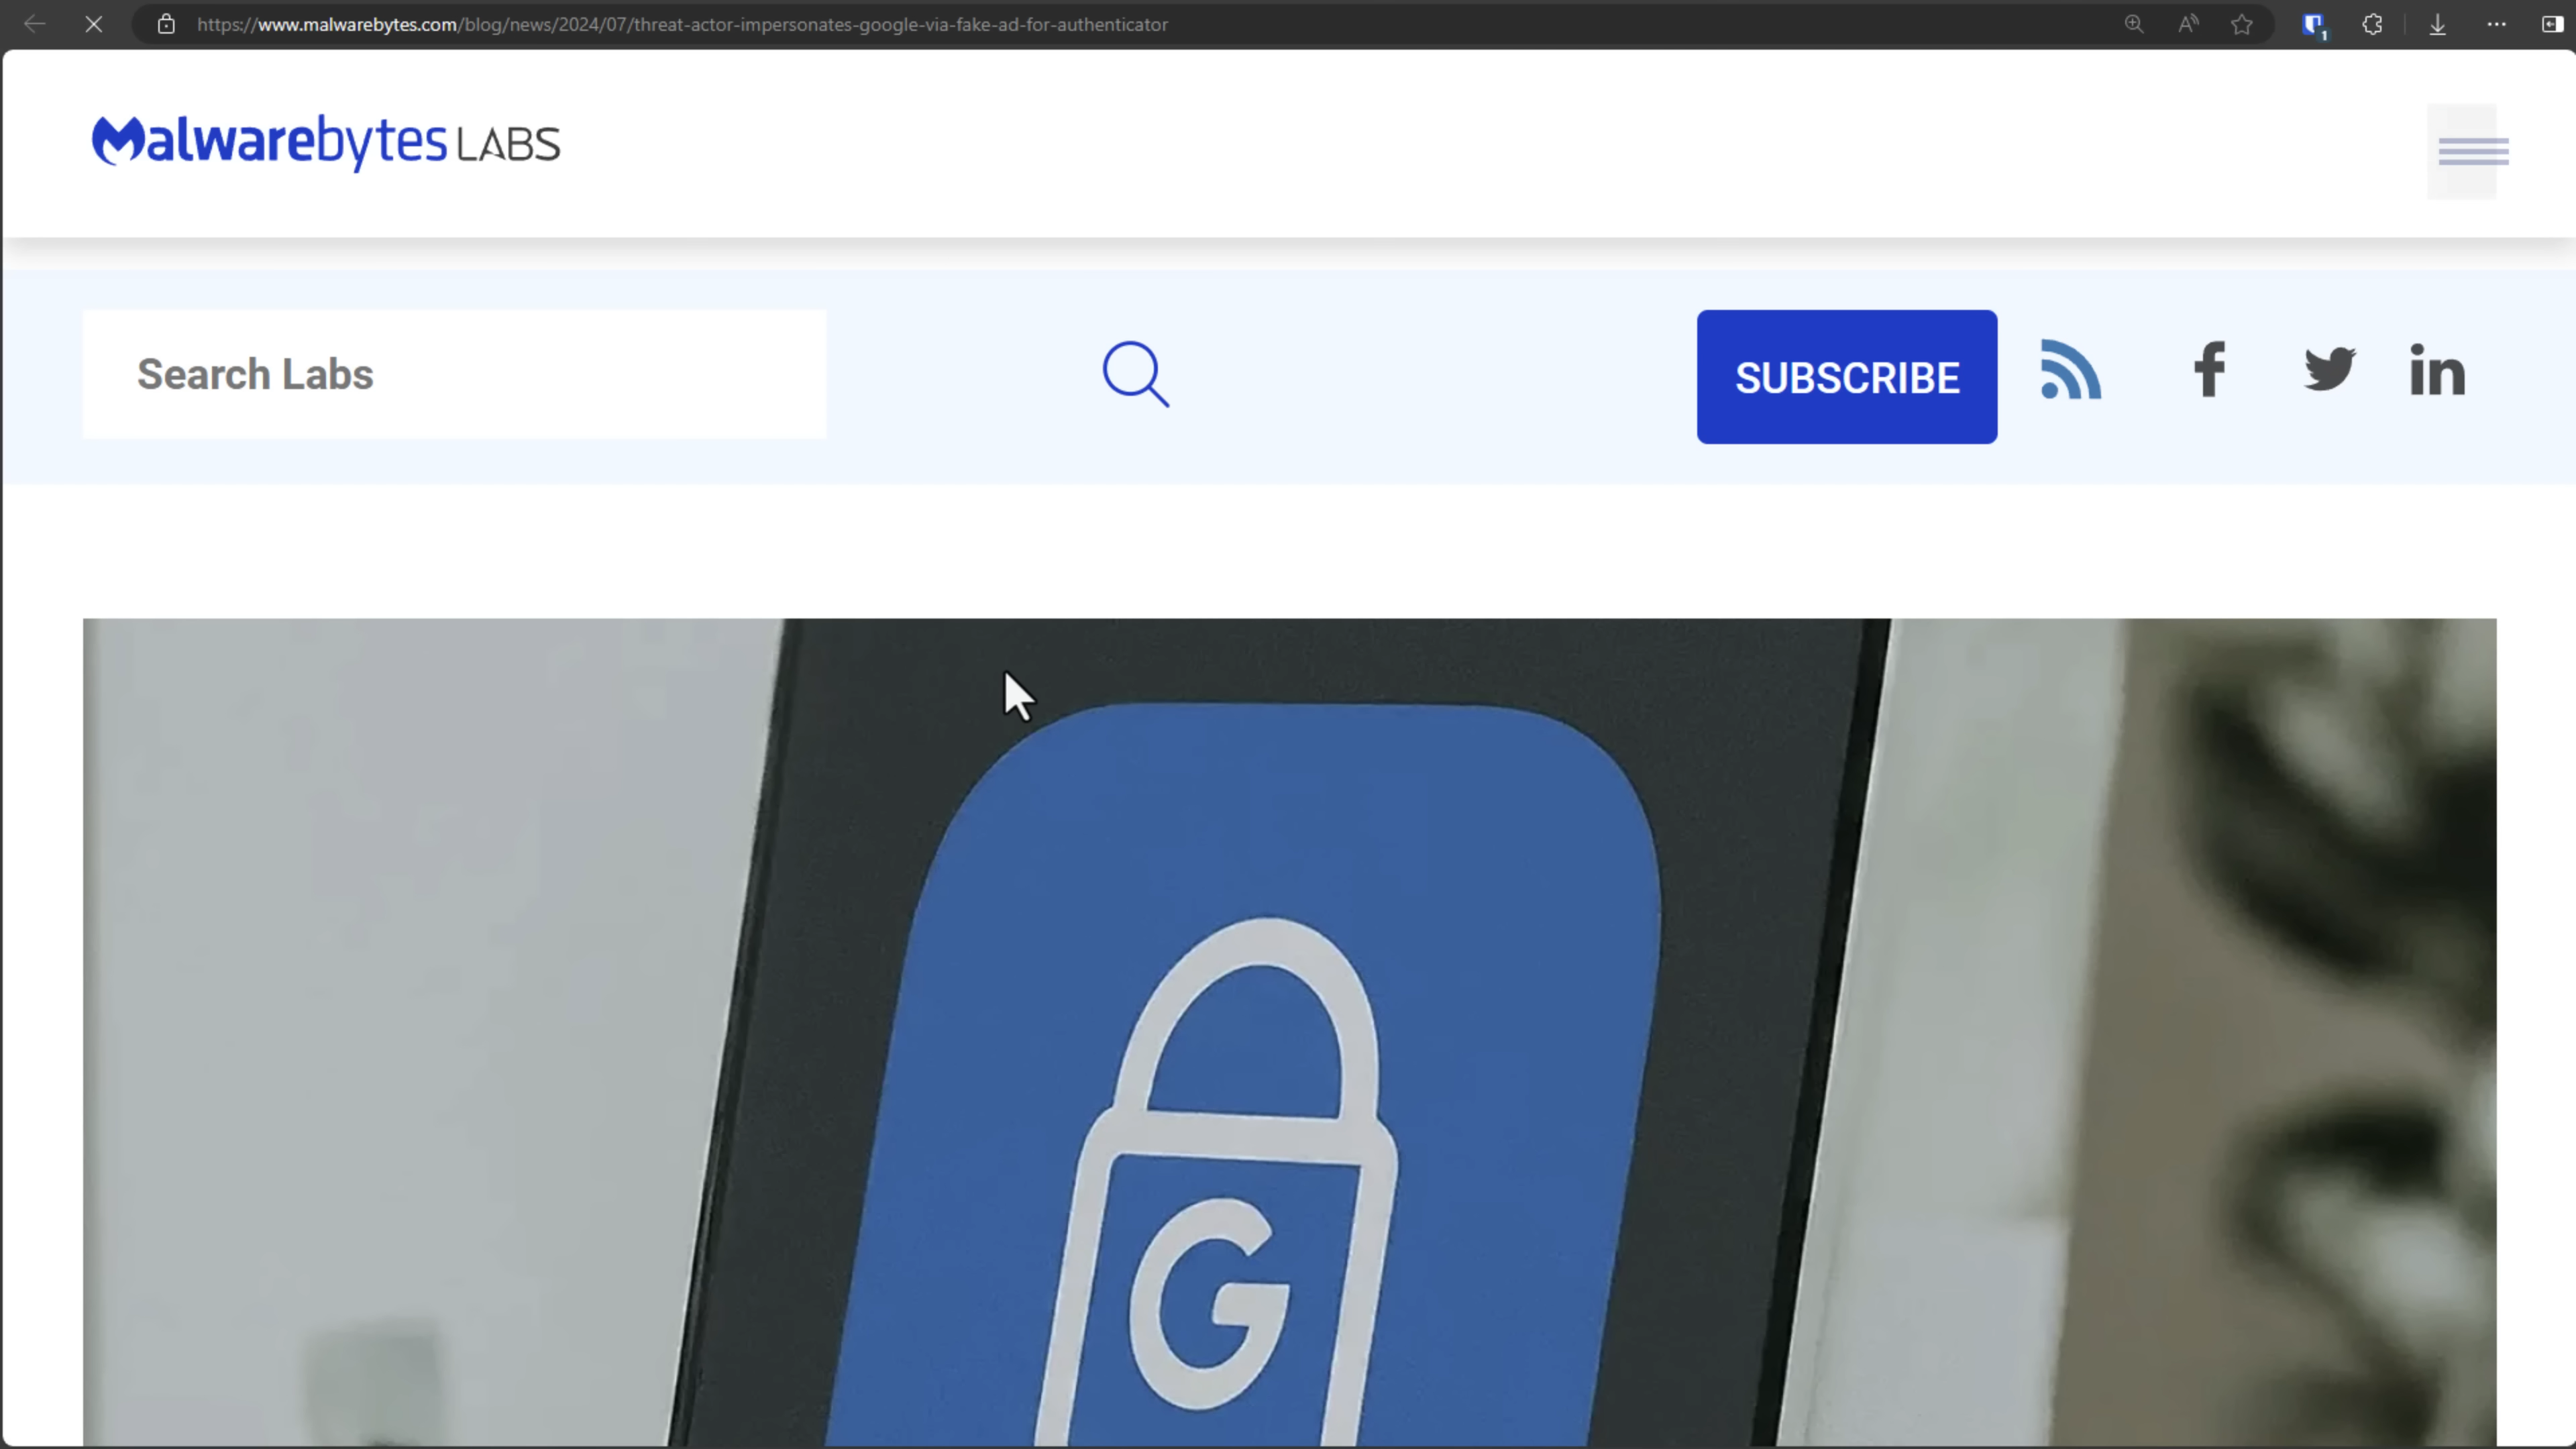 https://www.malwarebytes.com/blog/news/2024/07/threat-actor-impersonates-google-via-fake-ad-for-authenticator
1
Malwarebytes LABS
Search Labs
SUBSCRIBE
G